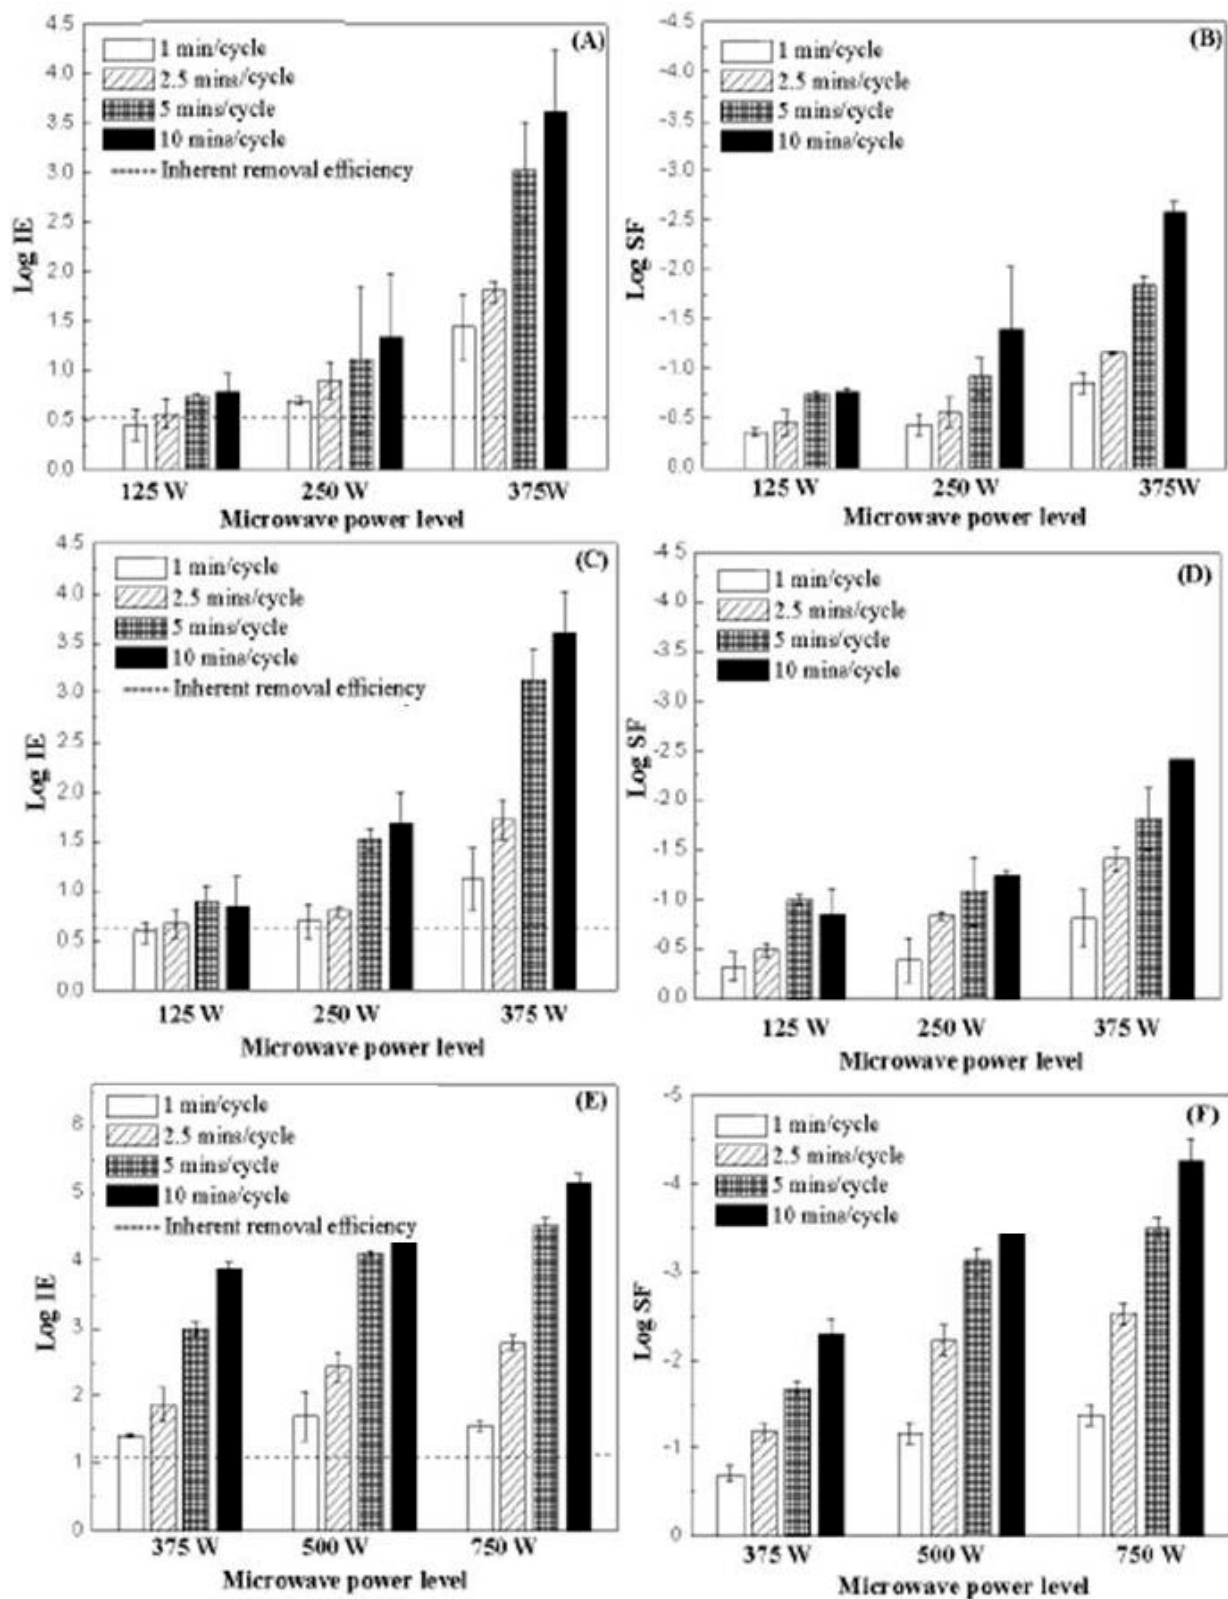 4.5
4.0
3.5
3.0
2.5
2.0
1.5
1.0
0.5
0.0
Log IE
1 min/cycle
2.5 mins/cycle
5 mins/cycle
10 mins/cycle
Inherent removal efficiency
(A)
125 W 250 W 375W
Microwave power level
-4.5
-4.0
-3.5
-3.0
-2.5
-2.0
-1.5
-1.0
-0.5
0.0
Log SF
1 min/cycle
2.5 mins/cycle
5 mins/cycle
10 mins/cycle
(B)
125 W 250 W 375W
Microwave power level
4.5
4.0
3.5
3.0
2.5
2.0
1.5
1.0
0.5
0.0
Log IE
1 min/cycle
2.5 mins/cycle
5 mins/cycle
10 mins/cycle
Inherent removal efficiency
(C)
125 W 250 W 375 W
Microwave power level
-4.5
-4.0
-3.5
-3.0
-2.5
-2.0
-1.5
-1.0
-0.5
0.0
Log SF
1 min/cycle
2.5 mins/cycle
5 mins/cycle
10 mins/cycle
(D)
125 W 250 W 375 W
Microwave power level
6
5
4
3
2
1
0
Log IE
1 min/cycle
2.5 mins/cycle
5 mins/cycle
10 mins/cycle
Inherent removal efficiency
(E)
375 W 500 W 750 W
Microwave power level
-5
-4
-3
-2
-1
0
Log SF
1 min/cycle
2.5 mins/cycle
5 mins/cycle
10 mins/cycle
(F)
375 W 500 W 750 W
Microwave power level